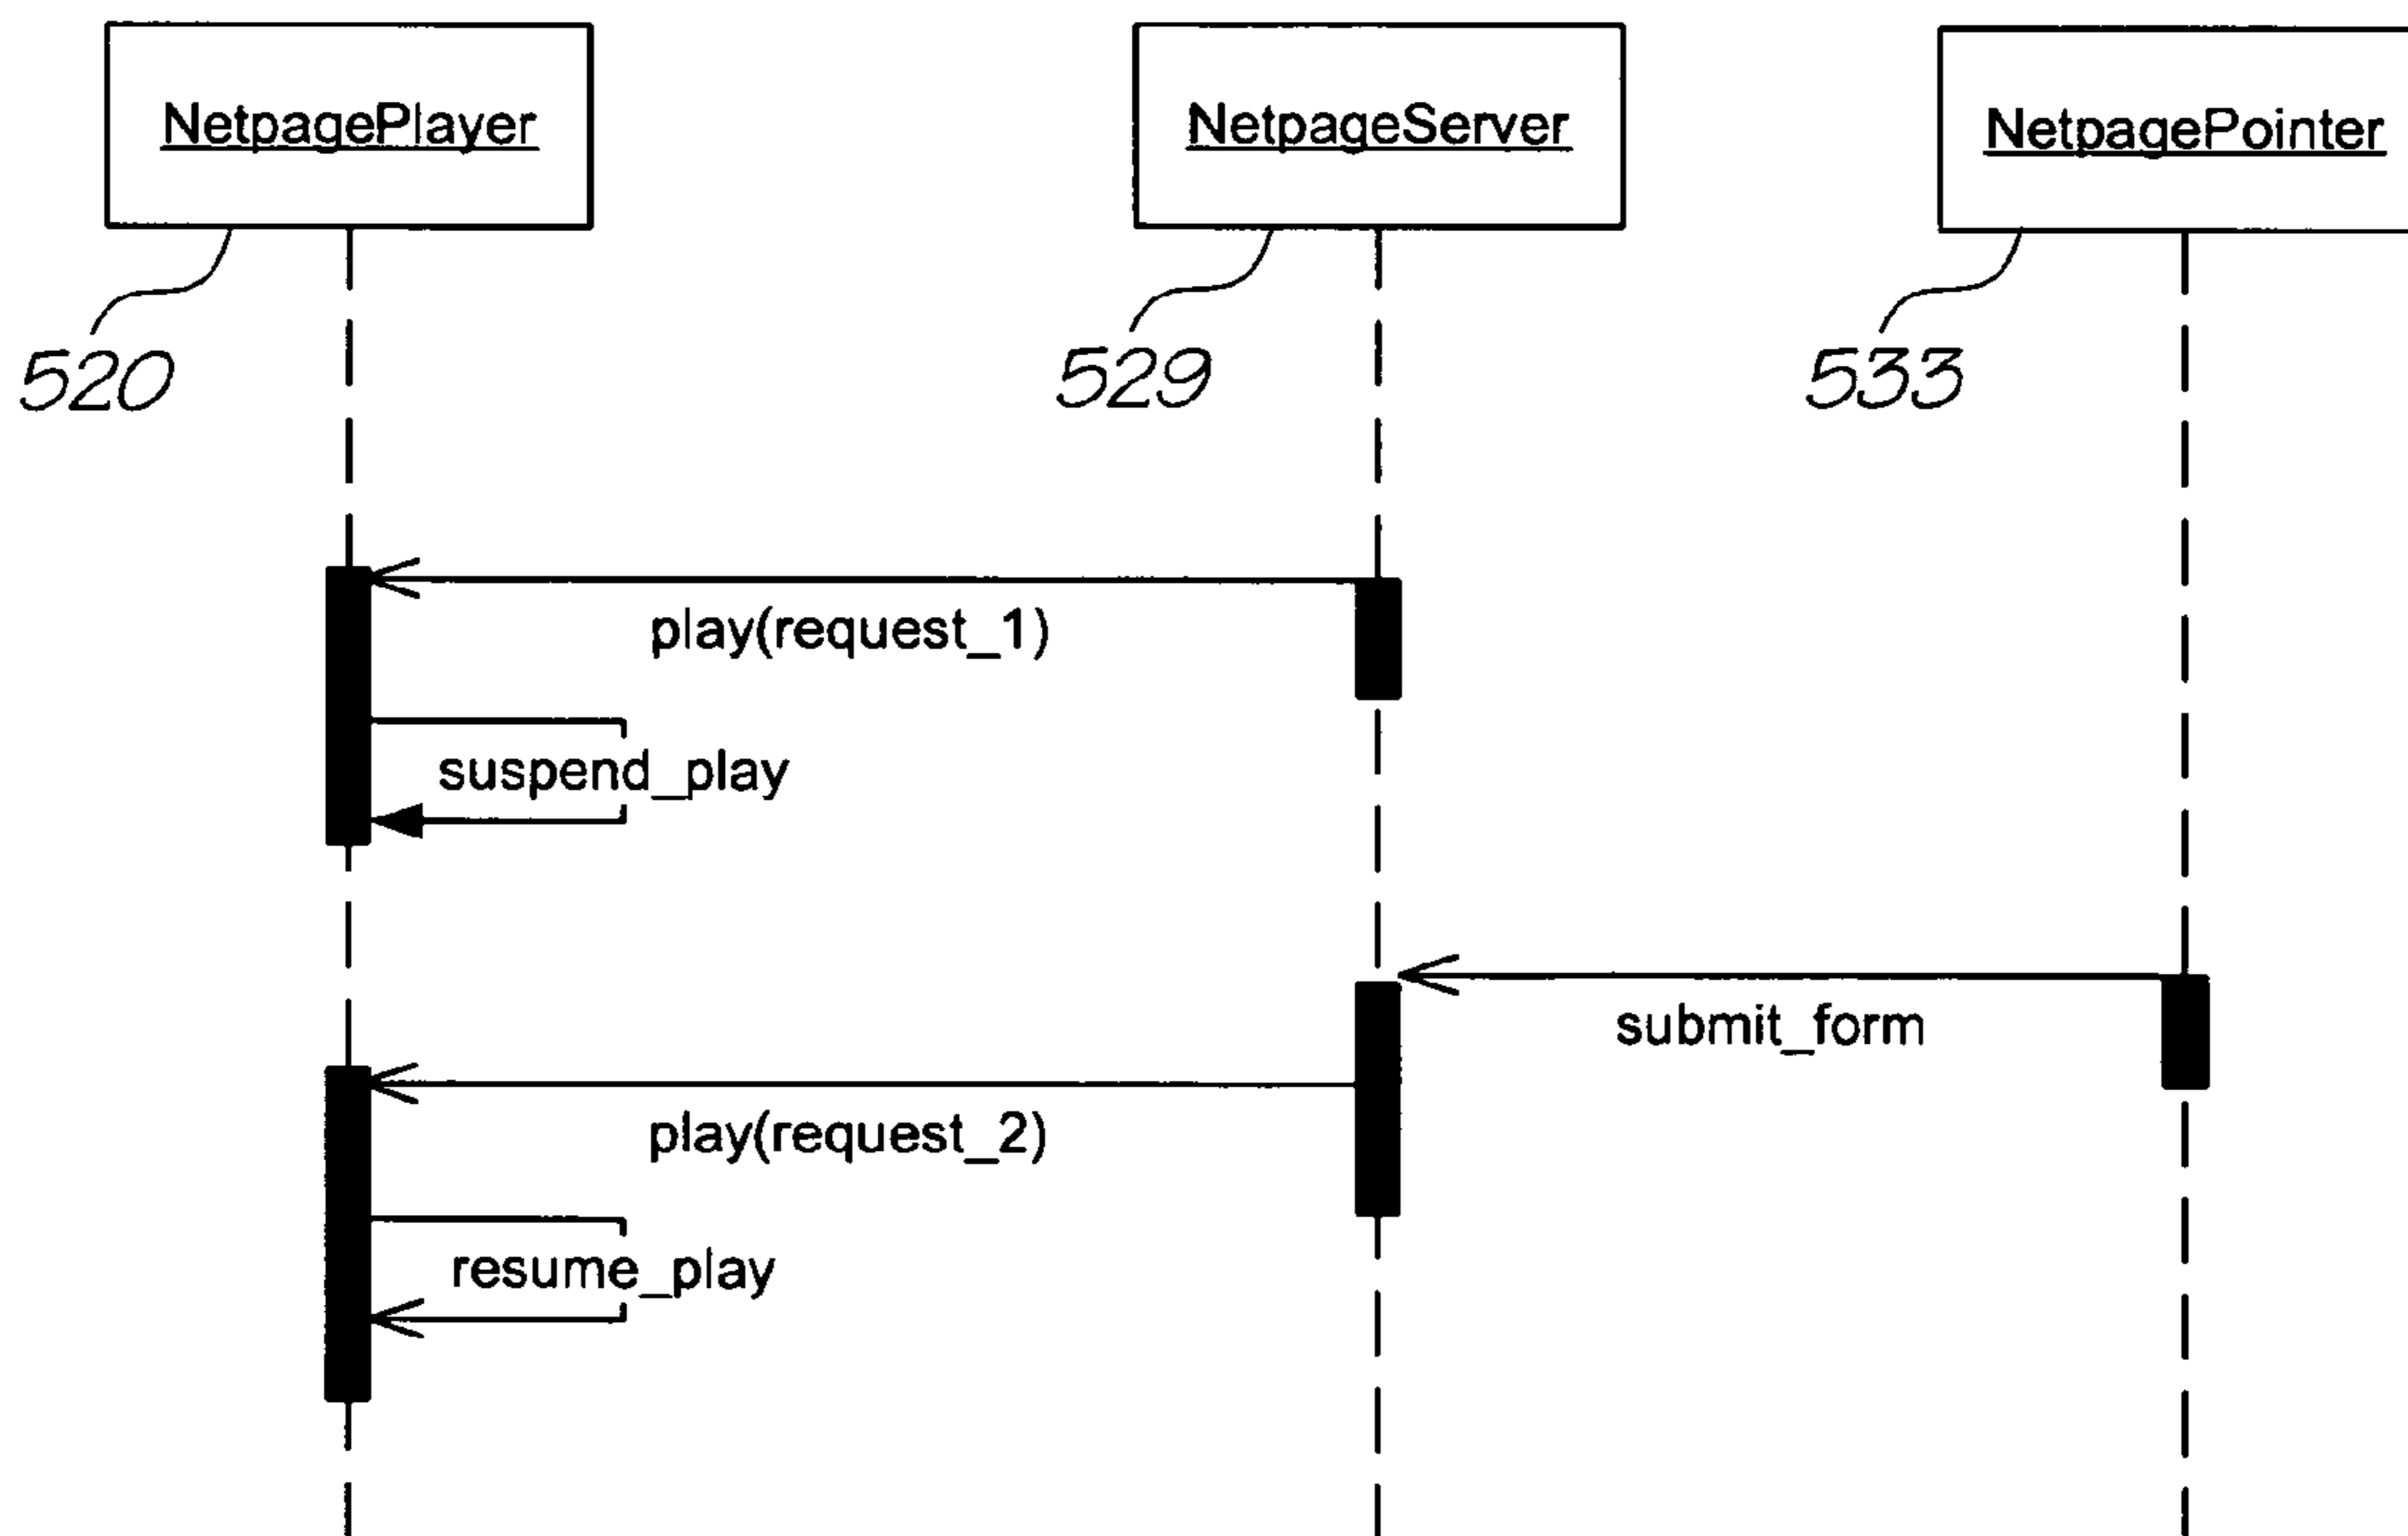 NetpagePlayer
NetpageServer
NetpagePointer
520
529
533
play(request_1)
suspend_play
submit_form
play(request_2)
resume_play